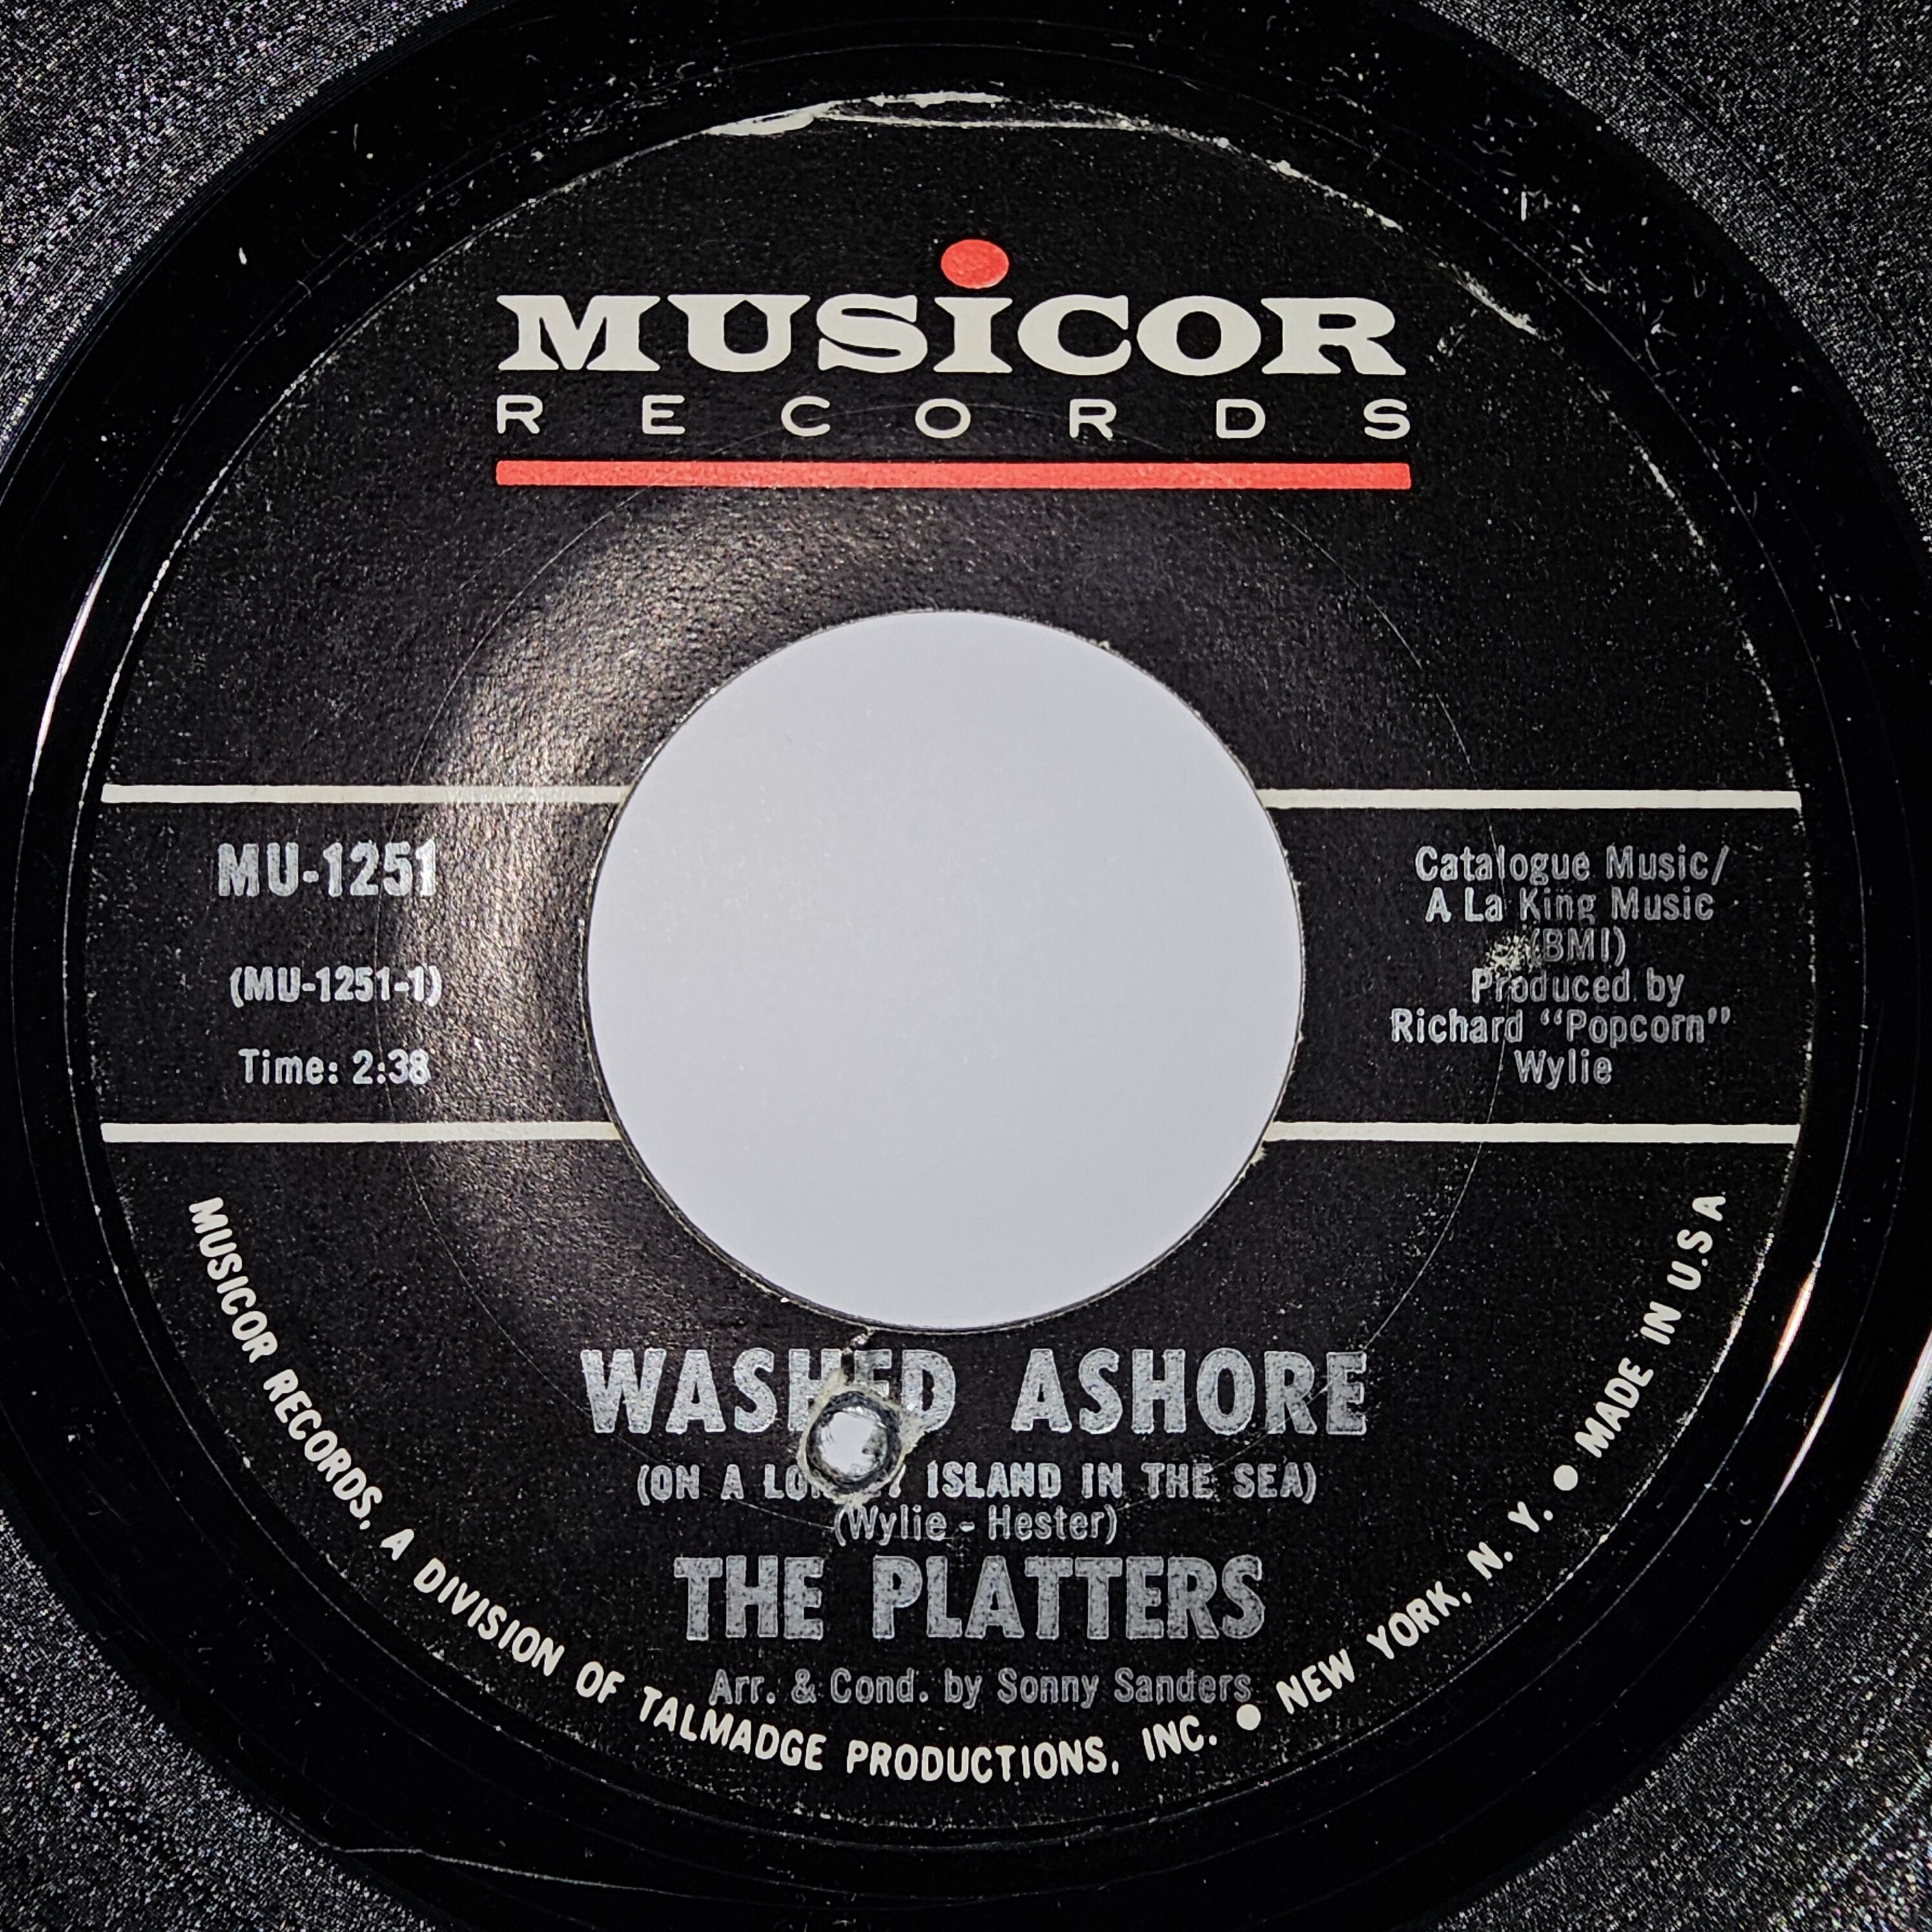 MUSiCOR
RECORDS
MU-1251
(MU-1251-1)
Time: 2:38
Catalogue Music/
A La King Music
(BMI)
Produced by
Richard “Popcorn”
Wylie
WASHED ASHORE
(ON A ISLAND IN THE SEA)
(Wylie - Hester)
THE PLATTERS
Arr. & Cond. by Sonny Sanders
MUSICOR RECORDS, A DIVISION OF TALMADGE PRODUCTIONS, INC. ● NEW YORK, N. Y. ● MADE IN U.S.A